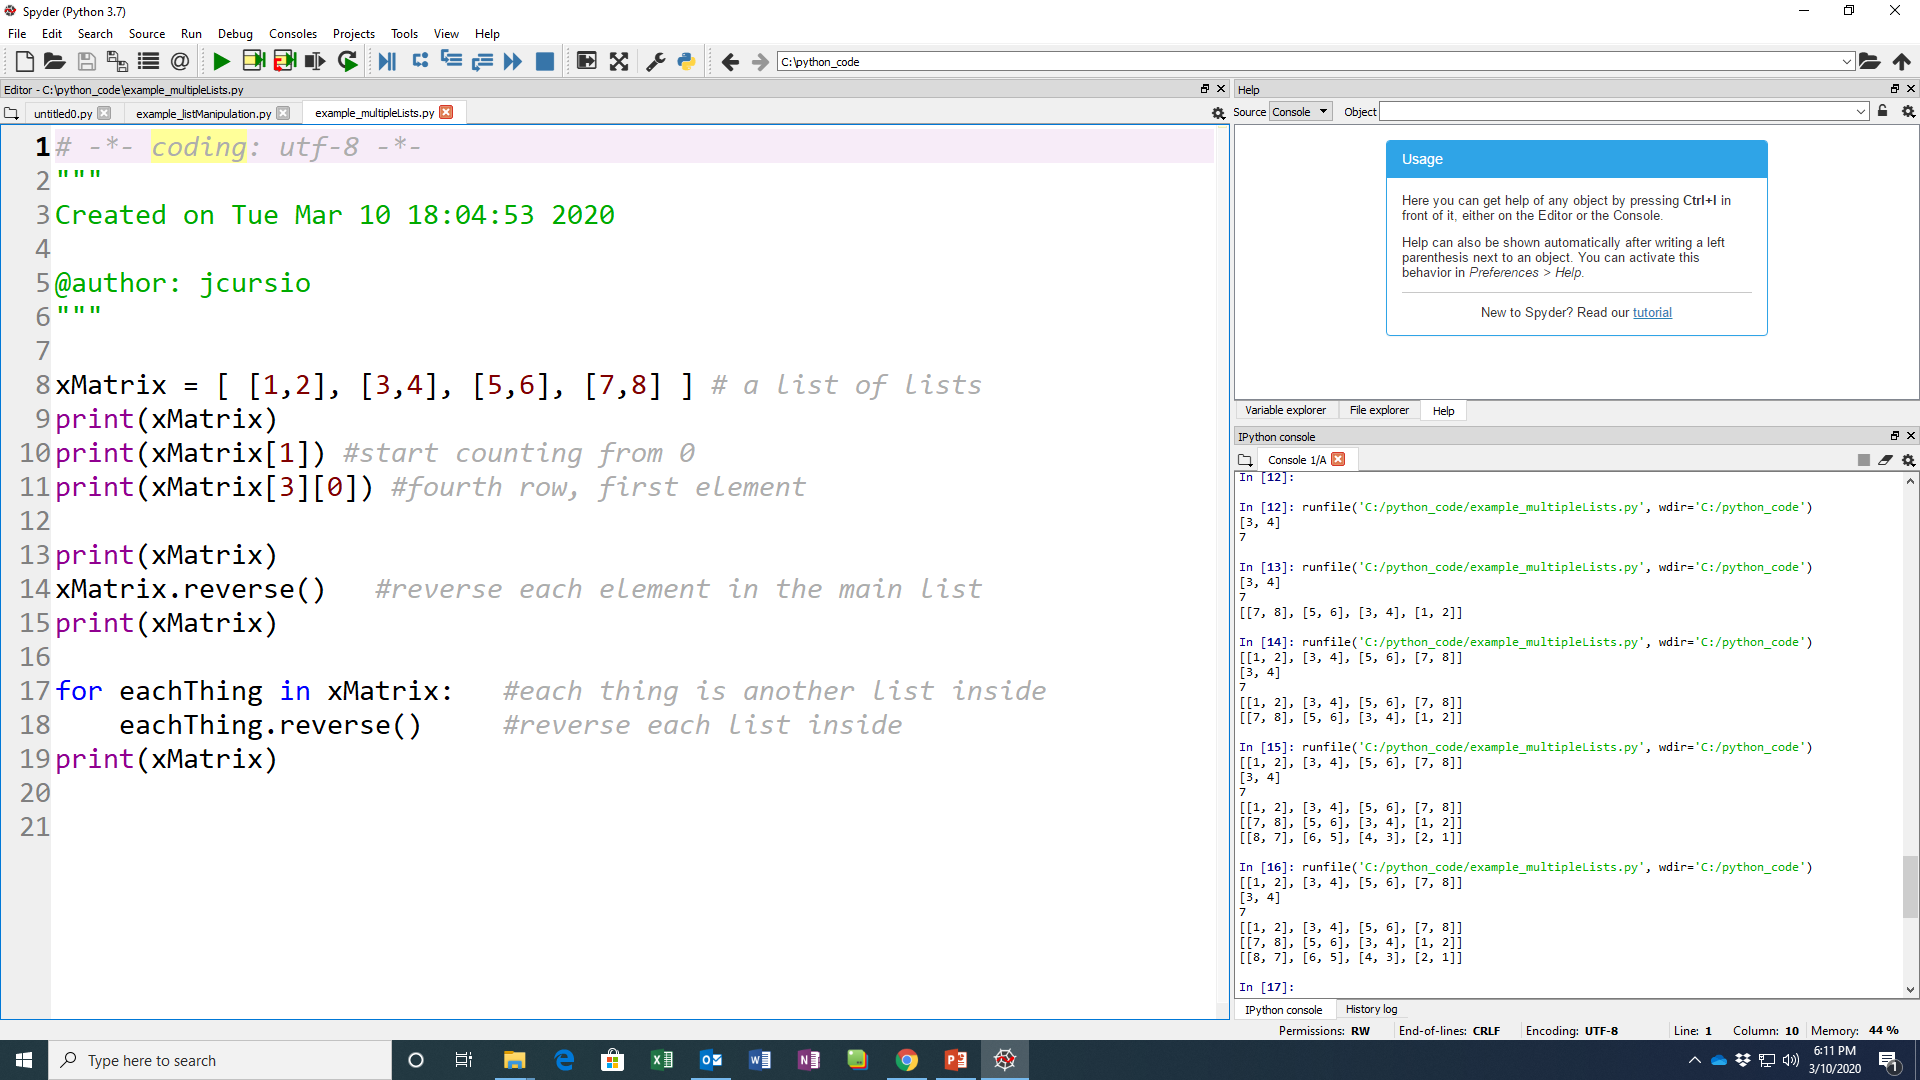 Spyder (Python 3.7)
File Edit Search Source Run Debug Consoles Projects Tools View Help
C:\python_code
Editor - C:\python_code\example_multipleLists.py
untitled0.py example_listManipulation.py example_multipleLists.py
1 # -*- coding: utf-8 -*-
2 """
3 Created on Tue Mar 10 18:04:53 2020
4
5 @author: jcursio
6 """
7
8 xMatrix = [ [1,2], [3,4], [5,6], [7,8] ] # a list of lists
9 print(xMatrix)
10 print(xMatrix[1]) #start counting from 0
11 print(xMatrix[3][0]) #fourth row, first element
12
13 print(xMatrix)
14 xMatrix.reverse()   #reverse each element in the main list
15 print(xMatrix)
16
17 for eachThing in xMatrix:   #each thing is another list inside
18     eachThing.reverse()     #reverse each list inside
19 print(xMatrix)
20
21
Help
Source Console Object
Usage
Here you can get help of any object by pressing Ctrl+I in
front of it, either on the Editor or the Console.
Help can also be shown automatically after writing a left
parenthesis next to an object. You can activate this
behavior in Preferences > Help.
New to Spyder? Read our tutorial
Variable explorer File explorer Help
IPython console
Console 1/A
In [12]:
In [12]: runfile('C:/python_code/example_multipleLists.py', wdir='C:/python_code')
[3, 4]
7
In [13]: runfile('C:/python_code/example_multipleLists.py', wdir='C:/python_code')
[3, 4]
7
[[7, 8], [5, 6], [3, 4], [1, 2]]
In [14]: runfile('C:/python_code/example_multipleLists.py', wdir='C:/python_code')
[[1, 2], [3, 4], [5, 6], [7, 8]]
[3, 4]
7
[[1, 2], [3, 4], [5, 6], [7, 8]]
[[7, 8], [5, 6], [3, 4], [1, 2]]
In [15]: runfile('C:/python_code/example_multipleLists.py', wdir='C:/python_code')
[[1, 2], [3, 4], [5, 6], [7, 8]]
[3, 4]
7
[[1, 2], [3, 4], [5, 6], [7, 8]]
[[7, 8], [5, 6], [3, 4], [1, 2]]
[[8, 7], [6, 5], [4, 3], [2, 1]]
In [16]: runfile('C:/python_code/example_multipleLists.py', wdir='C:/python_code')
[[1, 2], [3, 4], [5, 6], [7, 8]]
[3, 4]
7
[[1, 2], [3, 4], [5, 6], [7, 8]]
[[7, 8], [5, 6], [3, 4], [1, 2]]
[[8, 7], [6, 5], [4, 3], [2, 1]]
In [17]:
IPython console History log
Permissions: RW End-of-lines: CRLF Encoding: UTF-8 Line: 1 Column: 10 Memory: 44 %
Type here to search
6:11 PM
3/10/2020
1